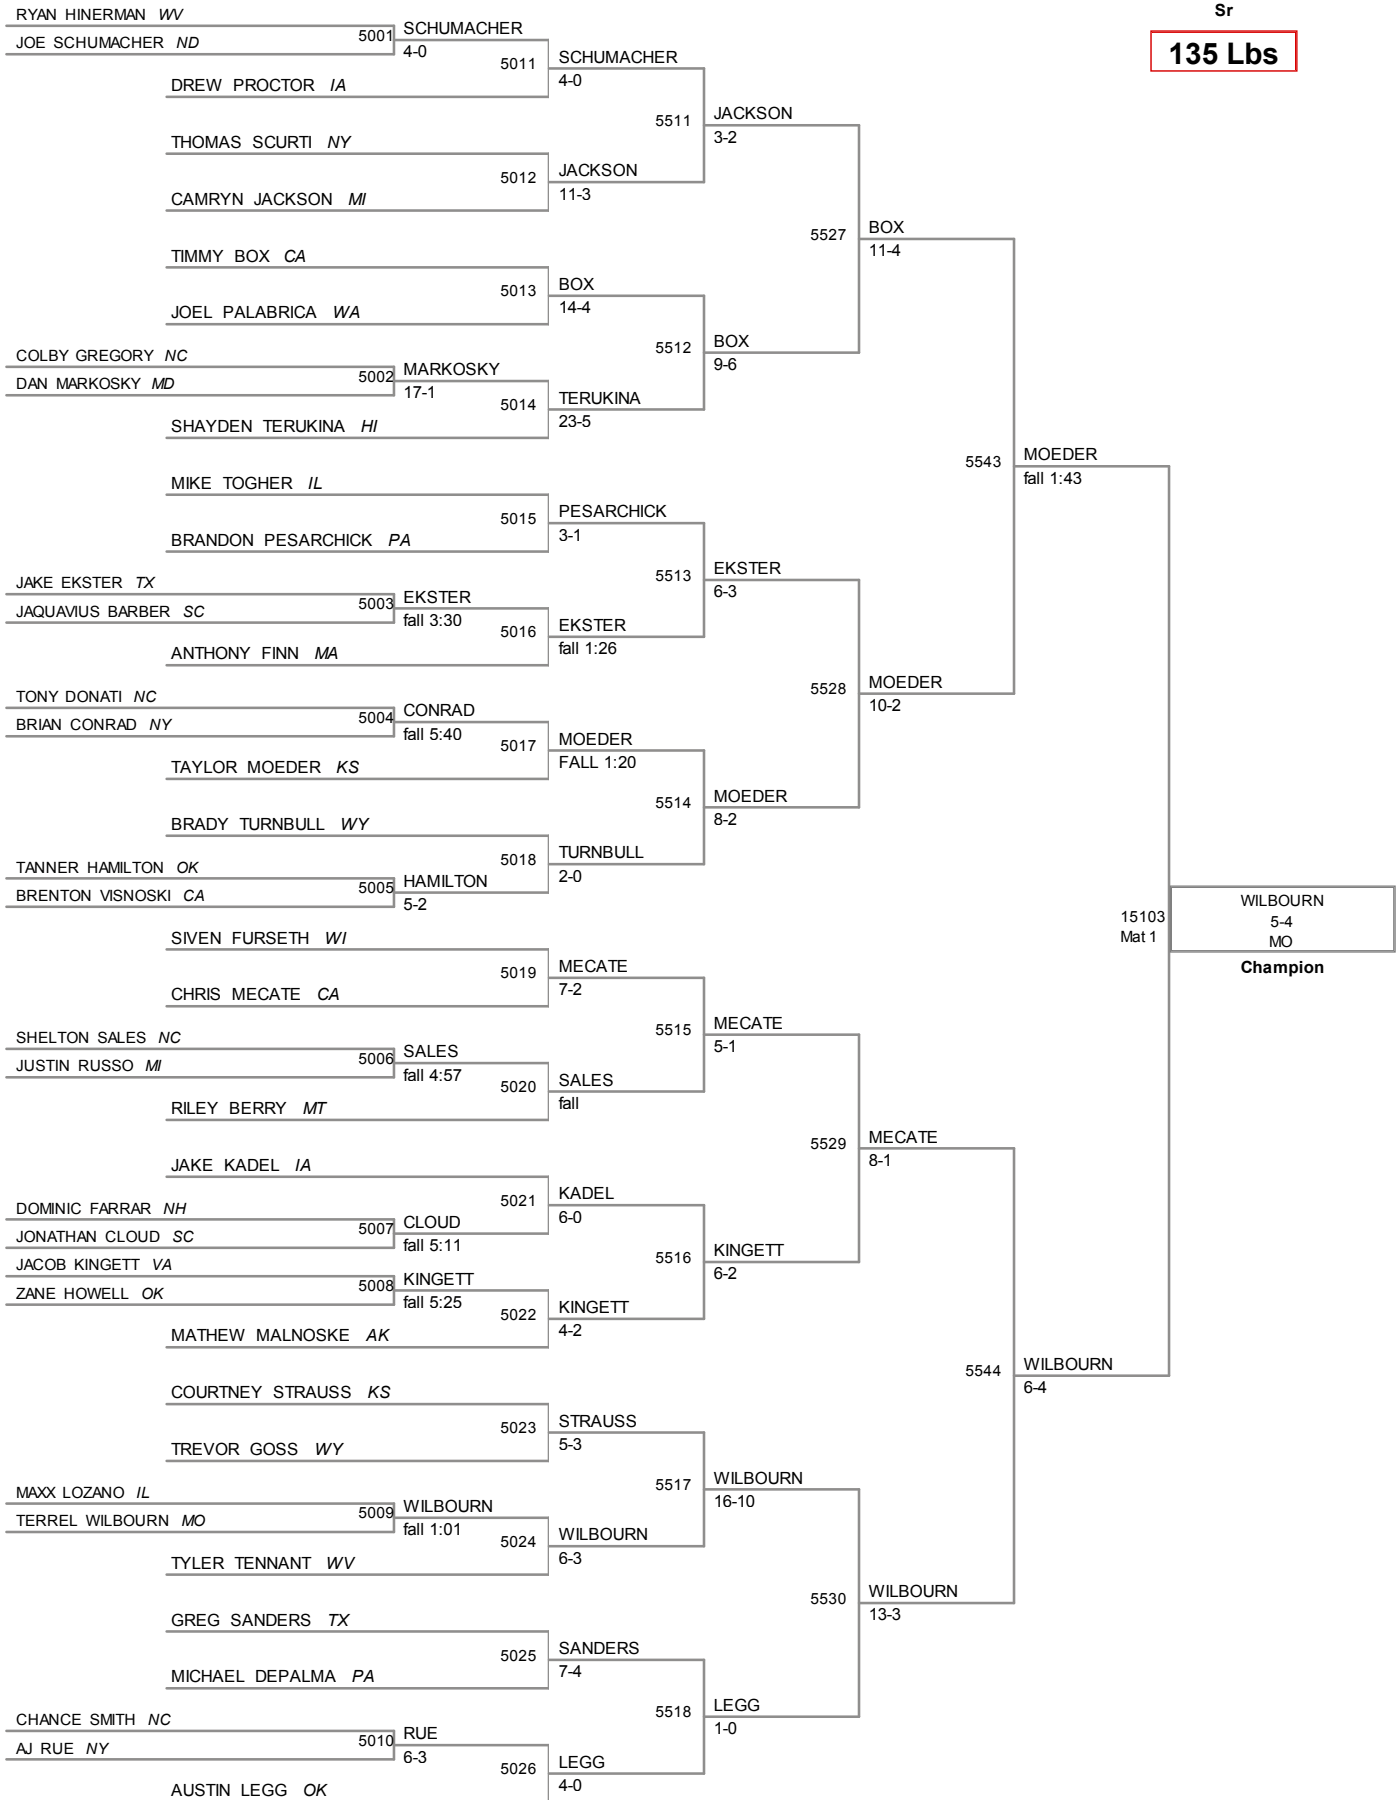 Sr
135 Lbs
RYAN HINERMAN WV
JOE SCHUMACHER ND
5001
SCHUMACHER
4-0
DREW PROCTOR IA
5011
SCHUMACHER
4-0
THOMAS SCURTI NY
CAMRYN JACKSON MI
5012
JACKSON
11-3
5511
JACKSON
3-2
TIMMY BOX CA
JOEL PALABRICA WA
5013
BOX
14-4
COLBY GREGORY NC
DAN MARKOSKY MD
5002
MARKOSKY
17-1
SHAYDEN TERUKINA HI
5014
TERUKINA
23-5
5512
BOX
9-6
5527
BOX
11-4
MIKE TOGHER IL
BRANDON PESARCHICK PA
5015
PESARCHICK
3-1
JAKE EKSTER TX
JAQUAVIUS BARBER SC
5003
EKSTER
fall 3:30
ANTHONY FINN MA
5016
EKSTER
fall 1:26
5513
EKSTER
6-3
TONY DONATI NC
BRIAN CONRAD NY
5004
CONRAD
fall 5:40
TAYLOR MOEDER KS
5017
MOEDER
FALL 1:20
BRADY TURNBULL WY
TANNER HAMILTON OK
BRENTON VISNOSKI CA
5005
HAMILTON
5-2
5018
TURNBULL
2-0
5514
MOEDER
8-2
5528
MOEDER
10-2
5543
MOEDER
fall 1:43
SIVEN FURSETH WI
CHRIS MECATE CA
5019
MECATE
7-2
SHELTON SALES NC
JUSTIN RUSSO MI
5006
SALES
fall 4:57
RILEY BERRY MT
5020
SALES
fall
5515
MECATE
5-1
JAKE KADEL IA
DOMINIC FARRAR NH
JONATHAN CLOUD SC
5007
CLOUD
fall 5:11
5021
KADEL
6-0
JACOB KINGETT VA
ZANE HOWELL OK
5008
KINGETT
fall 5:25
MATHEW MALNOSKE AK
5022
KINGETT
4-2
5516
KINGETT
6-2
5529
MECATE
8-1
COURTNEY STRAUSS KS
TREVOR GOSS WY
5023
STRAUSS
5-3
MAXX LOZANO IL
TERREL WILBOURN MO
5009
WILBOURN
fall 1:01
TYLER TENNANT WV
5024
WILBOURN
6-3
5517
WILBOURN
16-10
GREG SANDERS TX
MICHAEL DEPALMA PA
5025
SANDERS
7-4
CHANCE SMITH NC
AJ RUE NY
5010
RUE
6-3
AUSTIN LEGG OK
5026
LEGG
4-0
5518
LEGG
1-0
5530
WILBOURN
13-3
5544
WILBOURN
6-4
15103
Mat 1
WILBOURN
5-4
MO
Champion